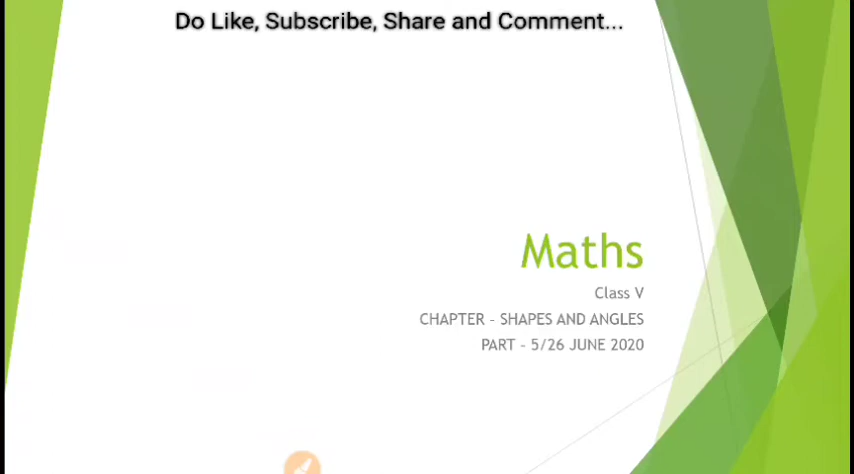 Do Like, Subscribe, Share and Comment...
Maths
Class V
CHAPTER - SHAPES AND ANGLES
PART - 5/26 JUNE 2020